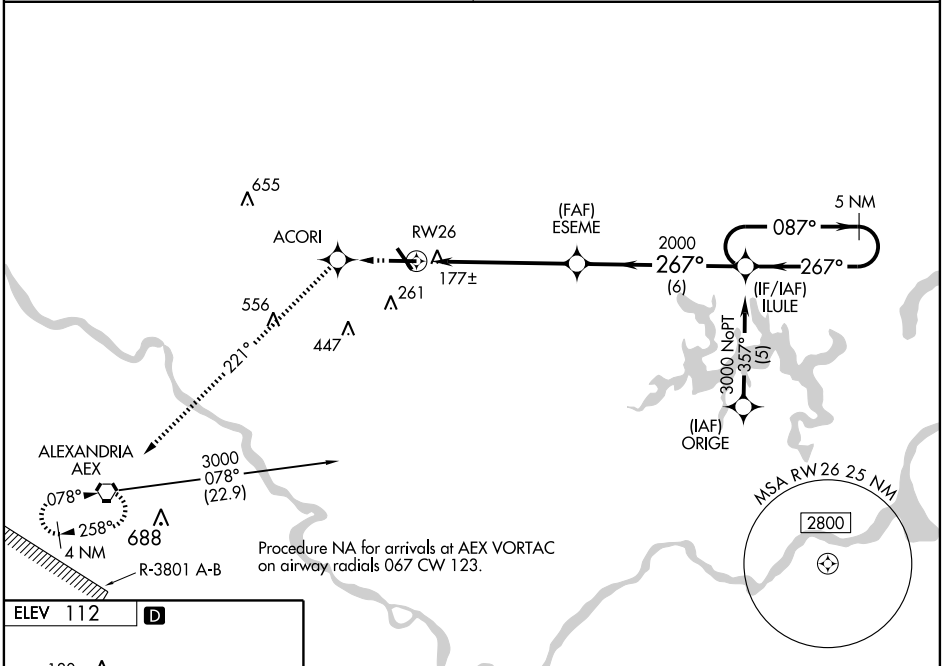 655
ACORI
RW26
177±
(FAF)
ESEME
2000
267°
(6)
087°
5 NM
267°
(IF/IAF)
ILULE
261
556
447
221°
3000 NoPT
357°
(5)
(IAF)
ORIGE
ALEXANDRIA
AEX
3000
078°
(22.9)
078°
258°
4 NM
688
R-3801 A-B
Procedure NA for arrivals at AEX VORTAC
on airway radials 067 CW 123.
MSA RW26 25 NM
2800
ELEV 112
D